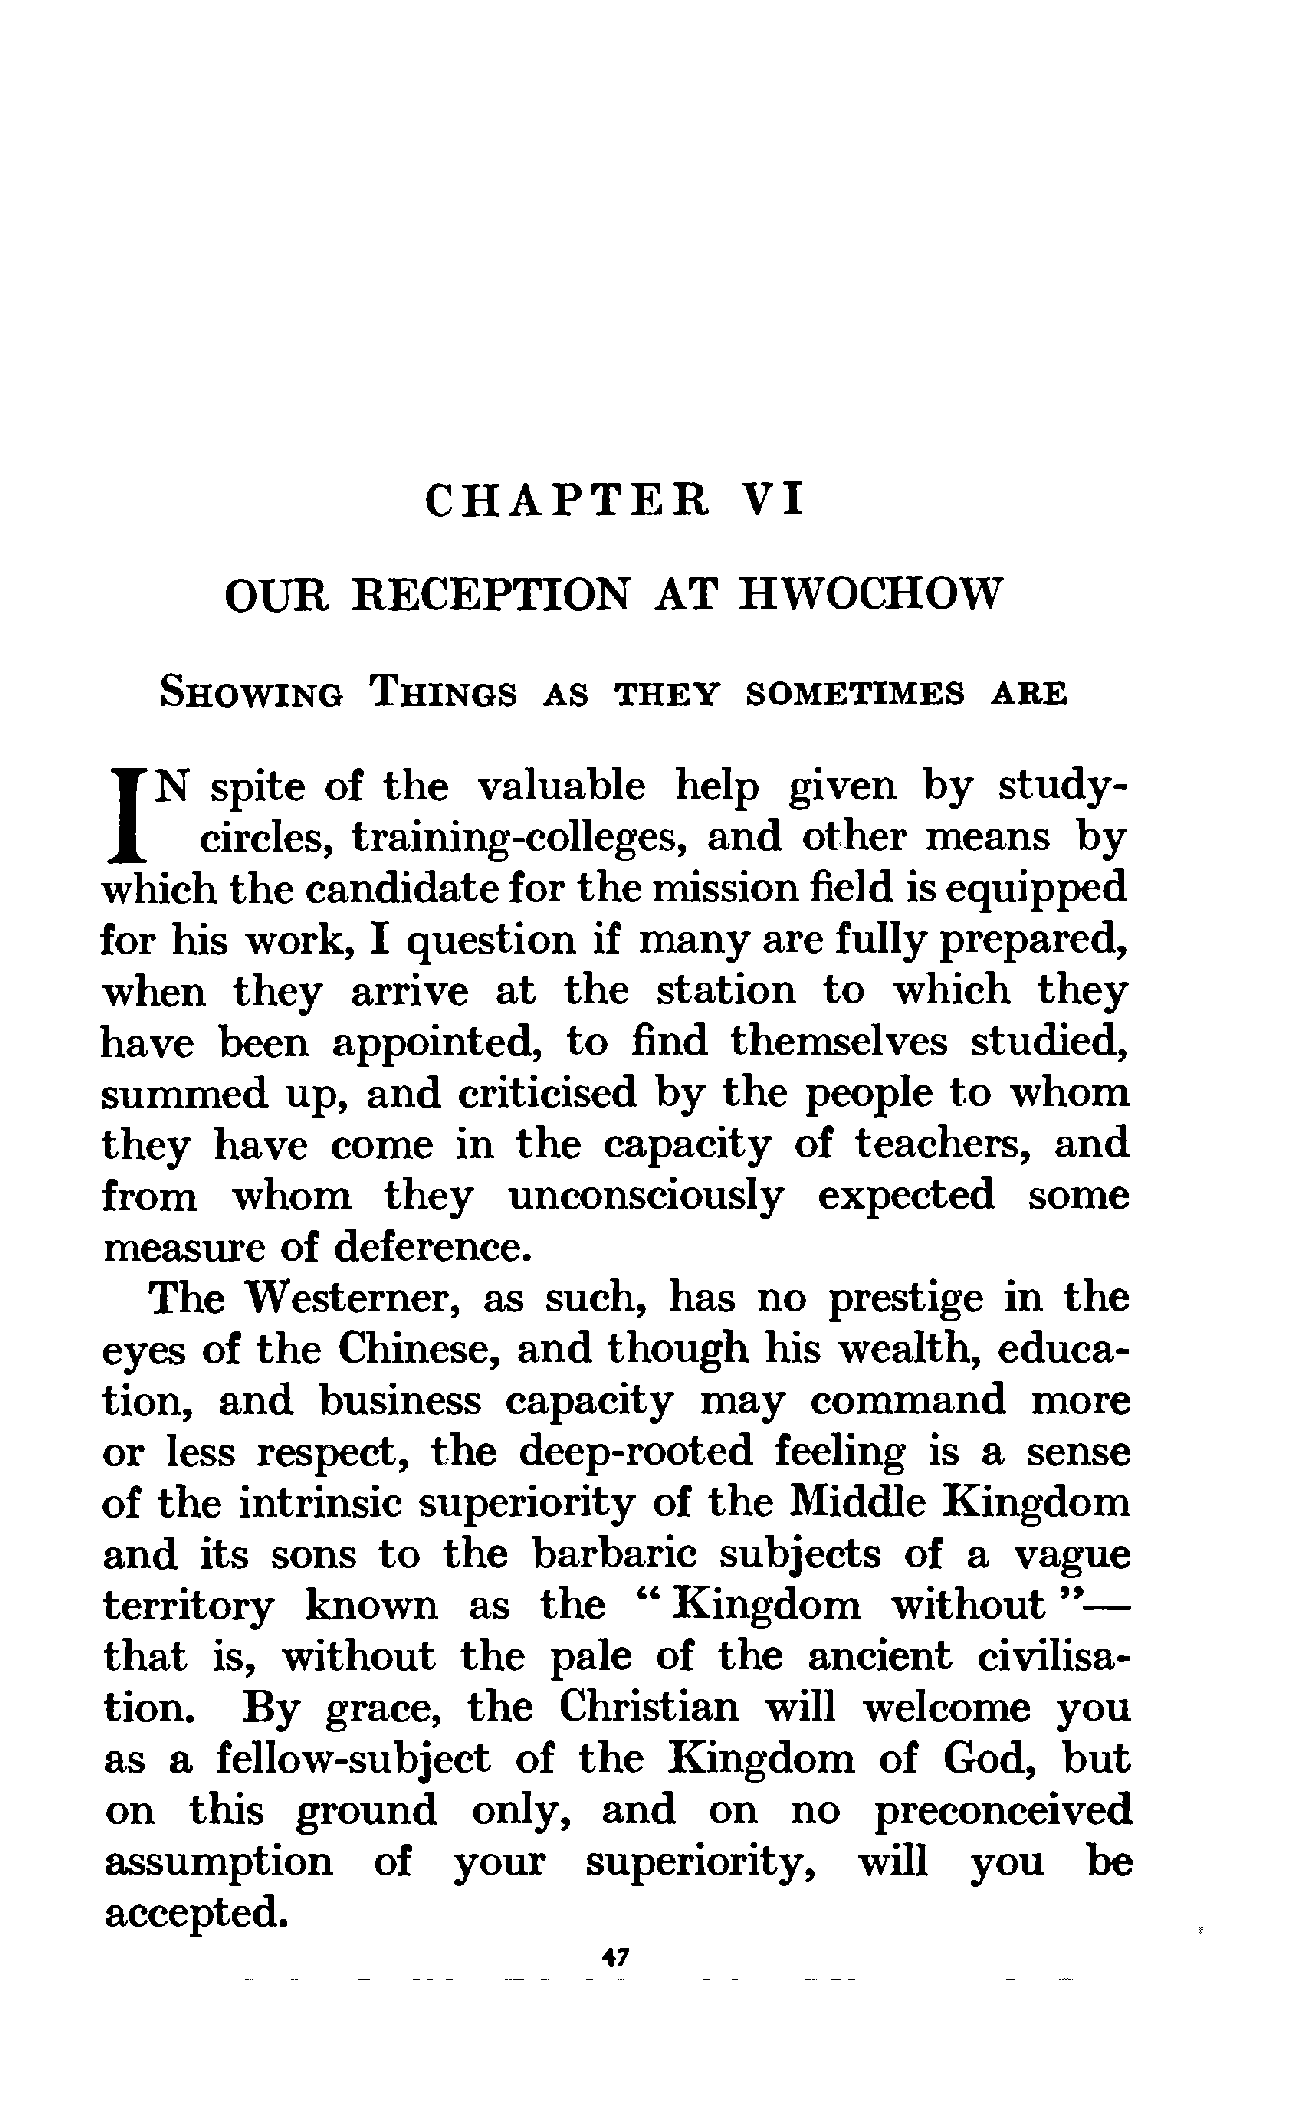 CHAPTER VI
OUR RECEPTION AT HWOCHOW
SHOWING THINGS AS THEY SOMETIMES ARE
IN spite of the valuable help given by study-
circles, training-colleges, and other means by
which the candidate for the mission field is equipped
for his work, I question if many are fully prepared,
when they arrive at the station to which they
have been appointed, to find themselves studied,
summed up, and criticised by the people to whom
they have come in the capacity of teachers, and
from whom they unconsciously expected some
measure of deference.
The Westerner, as such, has no prestige in the
eyes of the Chinese, and though his wealth, educa-
tion, and business capacity may command more
or less respect, the deep-rooted feeling is a sense
of the intrinsic superiority of the Middle Kingdom
and its sons to the barbaric subjects of a vague
territory known as the “ Kingdom without ”—
that is, without the pale of the ancient civilisa-
tion. By grace, the Christian will welcome you
as a fellow-subject of the Kingdom of God, but
on this ground only, and on no preconceived
assumption of your superiority, will you be
accepted.
47